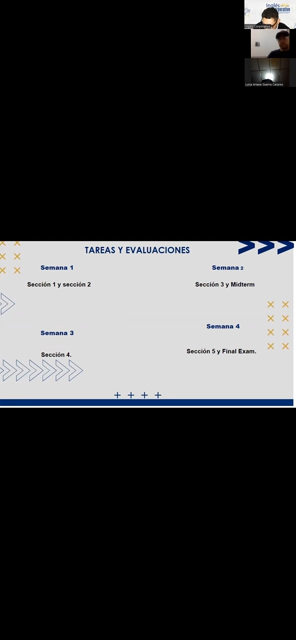 TAREAS Y EVALUACIONES
Semana 1
Semana 2
Sección 1 y sección 2
Sección 3 y Midterm
Semana 3
Semana 4
Sección 4.
Sección 5 y Final Exam.